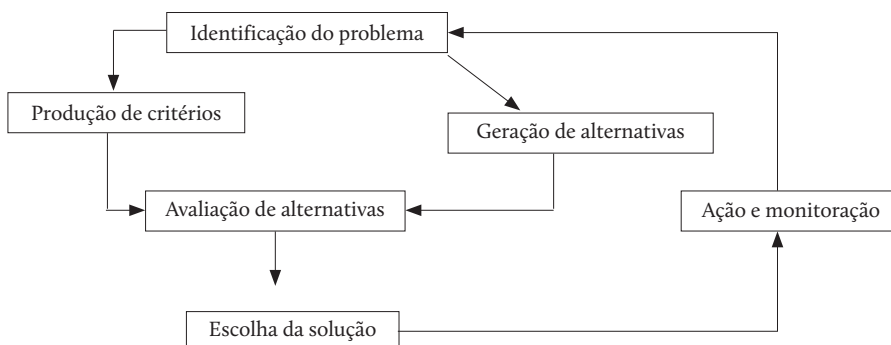 Identificação do problema
Produção de critérios
Geração de alternativas
Avaliação de alternativas
Ação e monitoração
Escolha da solução